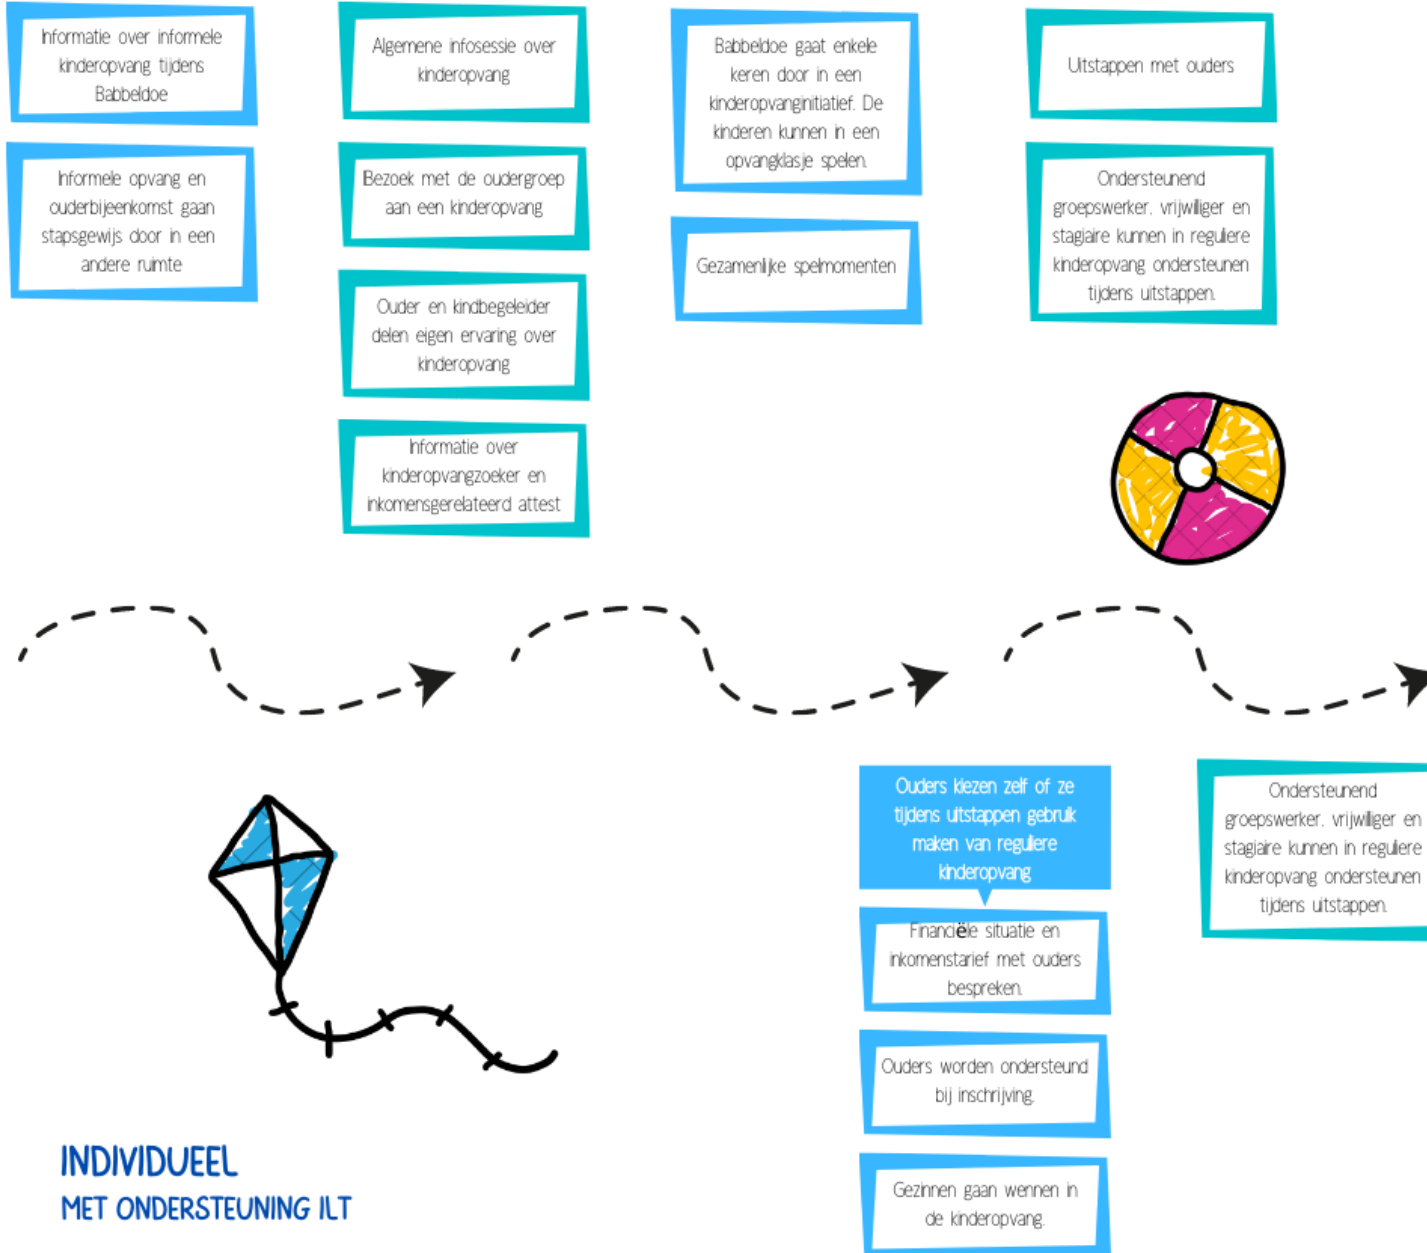 Informatie over informele
kinderopvang tijdens
Babbeldoe
Informele opvang en
ouderbijeenkomst gaan
stapsgewijs door in een
andere ruimte
Algemene infosessie over
kinderopvang
Bezoek met de oudergroep
aan een kinderopvang
Ouder en kindbegeleider
delen eigen ervaring over
kinderopvang
Informatie over
kinderopvangzoeker en
inkomensgerelateerd attest
Babbeldoe gaat enkele
keren door in een
kinderopvanginitiatief. De
kinderen kunnen in een
opvangklasje spelen.
Gezamenlijke spelmomenten
Uitstappen met ouders
Ondersteunend
groepswerker, vrijwilliger en
stagiaire kunnen in reguliere
kinderopvang ondersteunen
tijdens uitstappen.
Ouders kiezen zelf of ze
tijdens uitstappen gebruik
maken van reguliere
kinderopvang
Financiële situatie en
inkomenstarief met ouders
bespreken.
Ouders worden ondersteund
bij inschrijving.
Gezinnen gaan wennen in
de kinderopvang.
Ondersteunend
groepswerker, vrijwilliger en
stagiaire kunnen in reguliere
kinderopvang ondersteunen
tijdens uitstappen.
INDIVIDUEEL
MET ONDERSTEUNING ILT